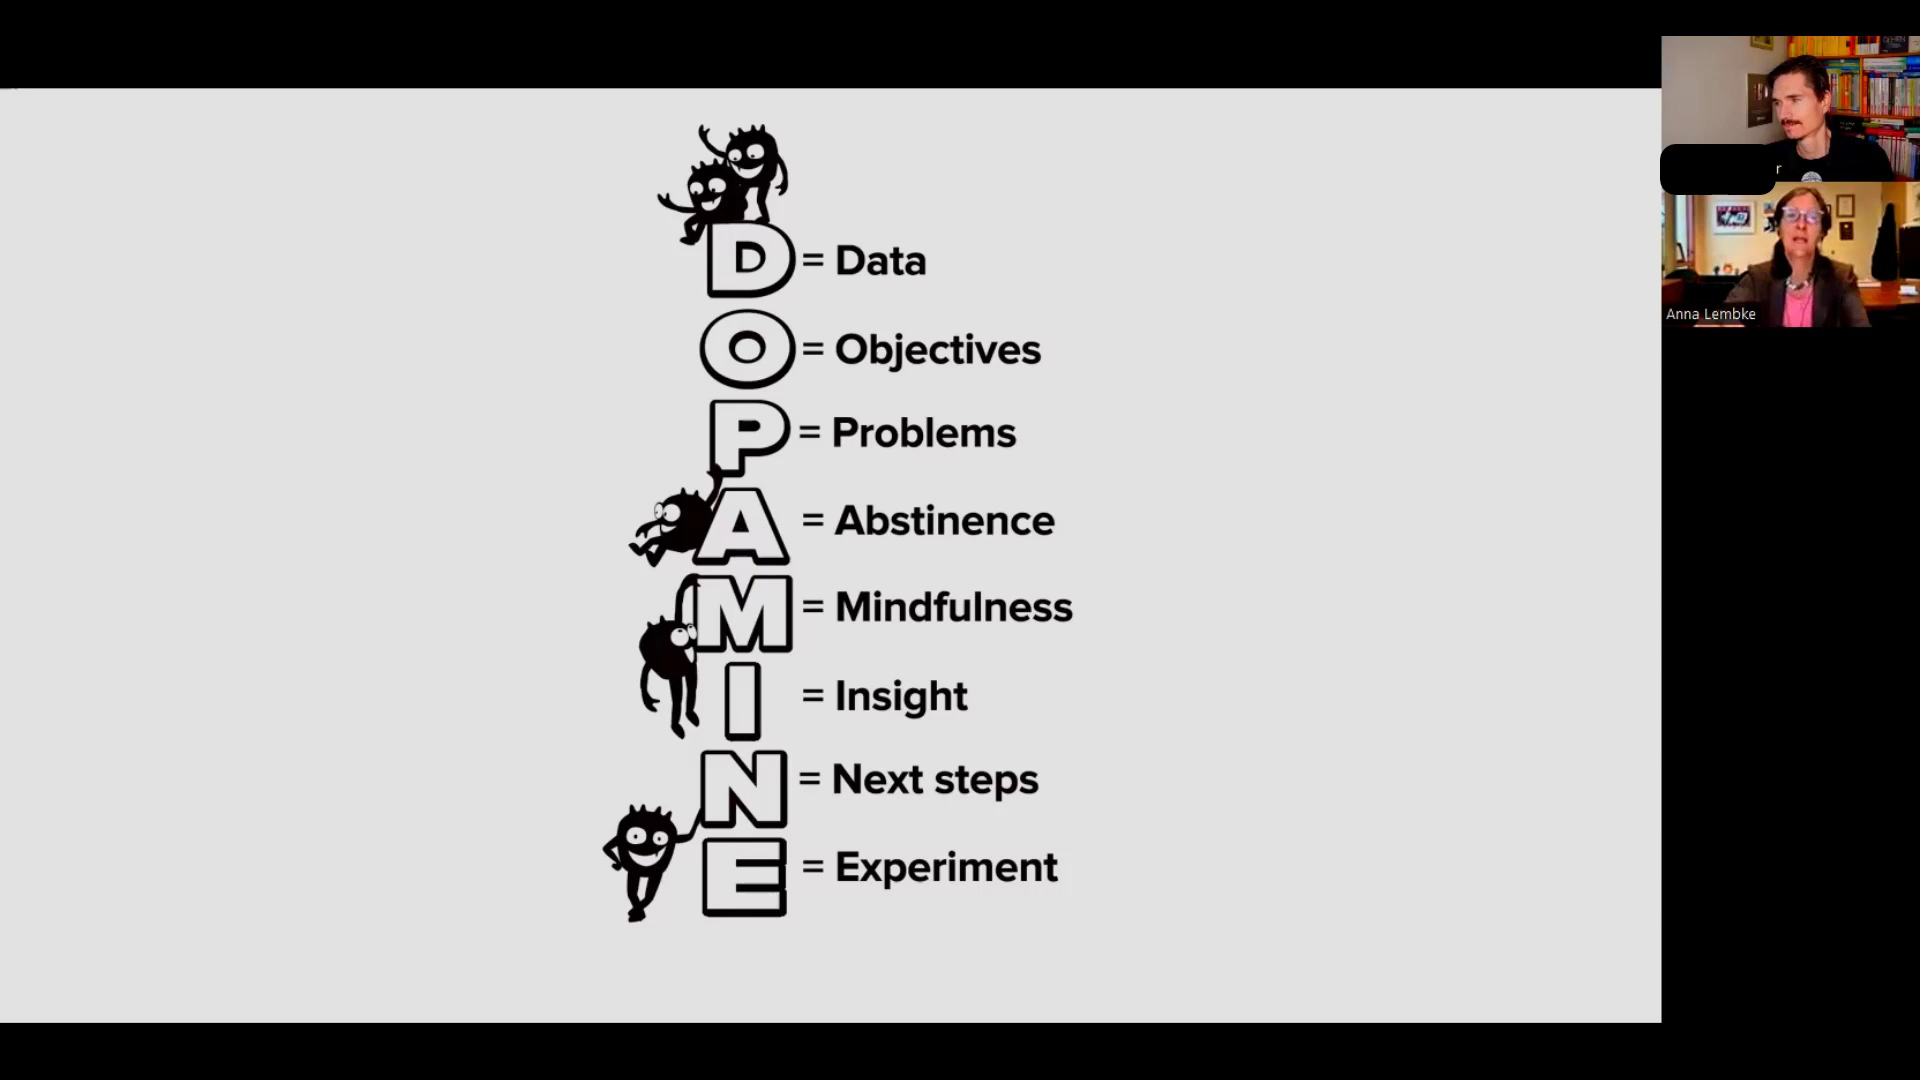 D = Data
O = Objectives
P = Problems
A = Abstinence
M = Mindfulness
I = Insight
N = Next steps
E = Experiment
r
Anna Lembke